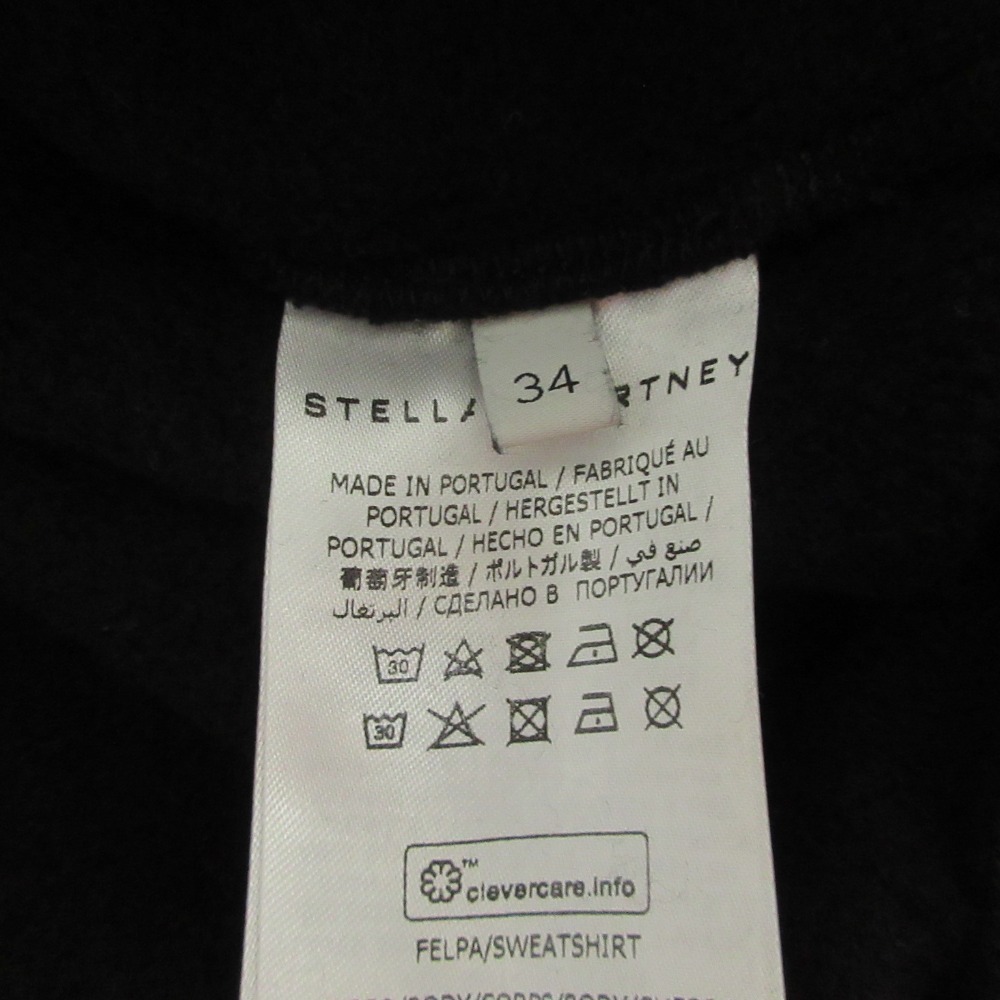 34
STELLA RTNEY
MADE IN PORTUGAL / FABRIQUÉ AU
PORTUGAL / HERGESTELLT IN
PORTUGAL / HECHO EN PORTUGAL /
葡萄牙制造 / ポルトガル製 / صنع في
البرتغال / СДЕЛАНО В ПОРТУГАЛИИ
30
30
™
clevercare.info
FELPA/SWEATSHIRT